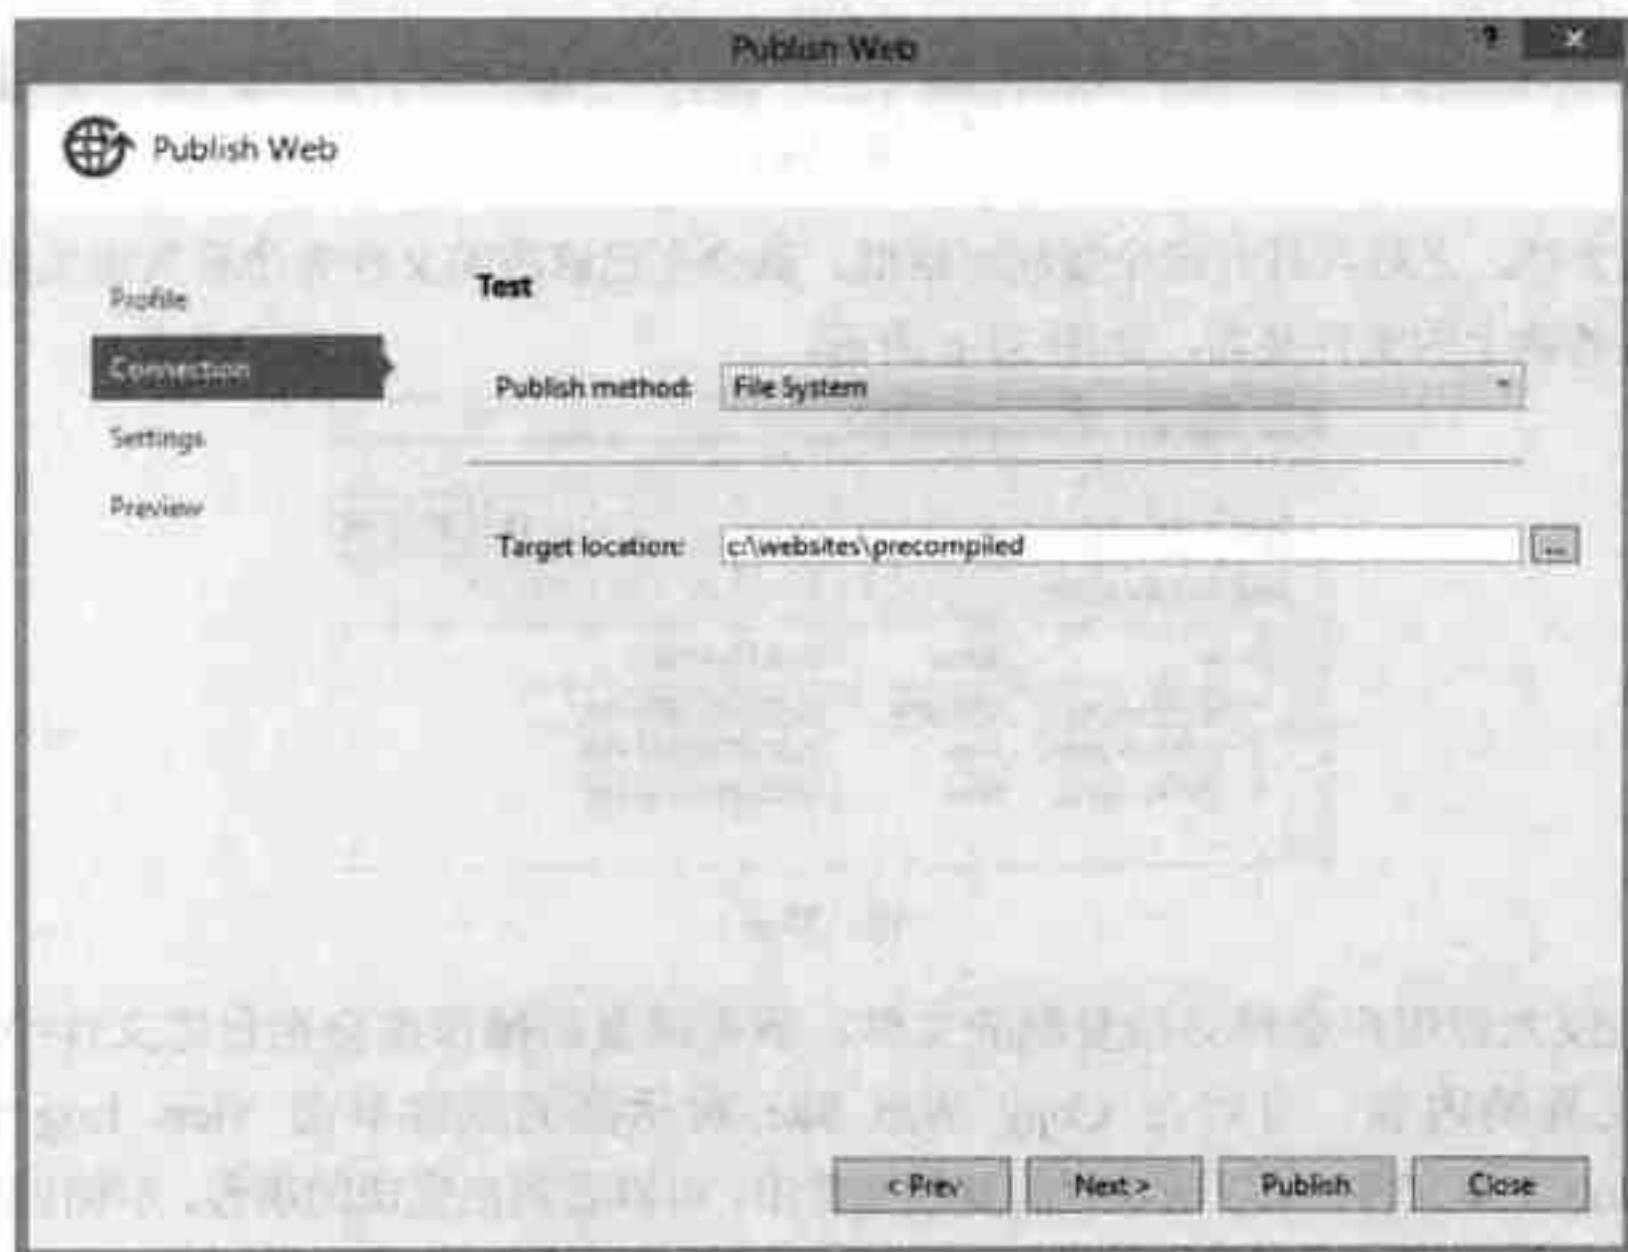 Publish Web
?
Publish Web
Profile
Connection
Settings
Preview
Test
Publish method: File System
Target location: c:\websites\precompiled ...
< Prev
Next >
Publish
Close